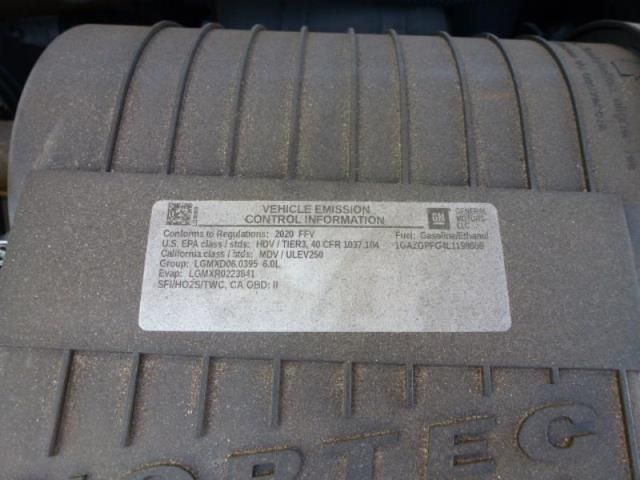 VEHICLE EMISSION
CONTROL INFORMATION
GM
GENERAL
MOTORS
LLC
Conforms to Regulations: 2020 FFV
Fuel: Gasoline/Ethanol
U.S. EPA class / stds: HDV / TIER3, 40 CFR 1037.104
California class / stds: MDV / ULEV250
Group: LGMXD06.0395 6.0L
Evap: LGMXR0223841
SFI/HO2S/TWC, CA OBD: II
VORTEC